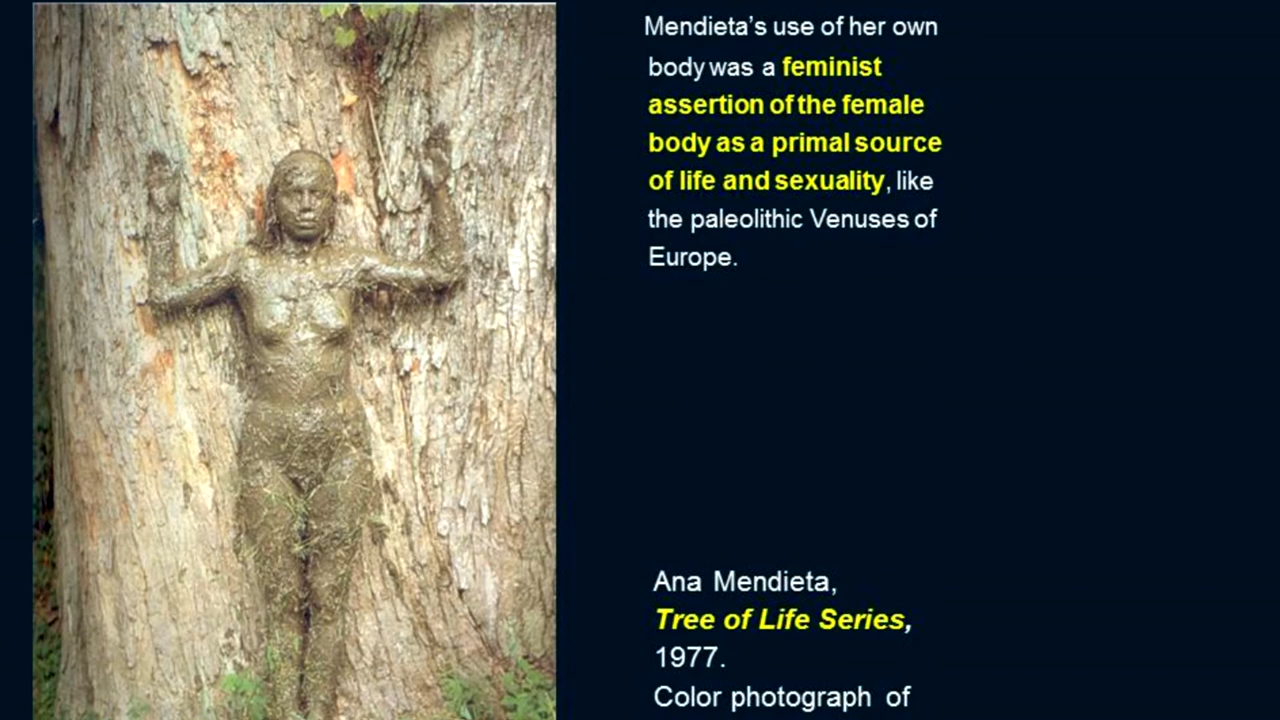 Mendieta’s use of her own
body was a feminist
assertion of the female
body as a primal source
of life and sexuality, like
the paleolithic Venuses of
Europe.
Ana Mendieta,
Tree of Life Series,
1977.
Color photograph of